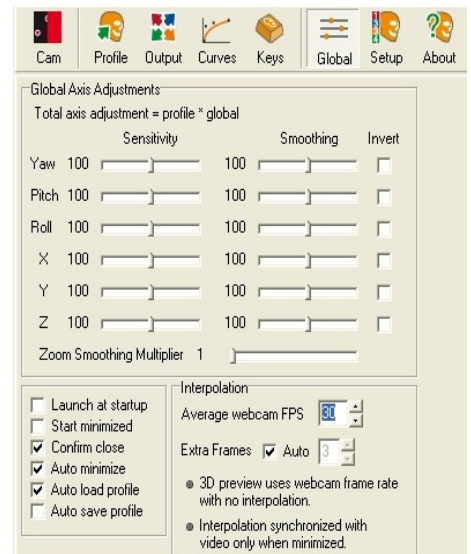 Cam Profile Output Curves Keys Global Setup About
Global Axis Adjustments
Total axis adjustment = profile * global
Sensitivity Smoothing Invert
Yaw 100 100
Pitch 100 100
Roll 100 100
X 100 100
Y 100 100
Z 100 100
Zoom Smoothing Multiplier 1
Launch at startup
Start minimized
Confirm close
Auto minimize
Auto load profile
Auto save profile
Interpolation
Average webcam FPS 30
Extra Frames Auto 3
3D preview uses webcam frame rate
with no interpolation.
Interpolation synchronized with
video only when minimized.